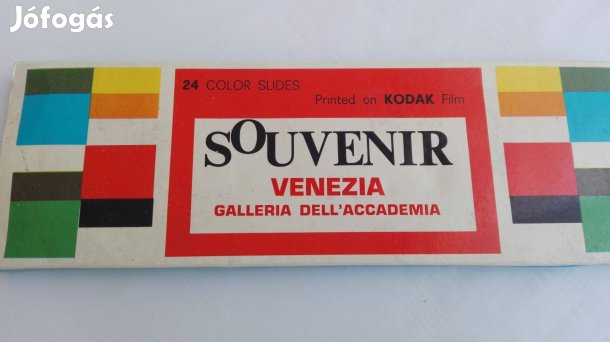 Jófogás
24 COLOR SLIDES
Printed on KODAK Film
SOUVENIR
VENEZIA
GALLERIA DELL'ACCADEMIA